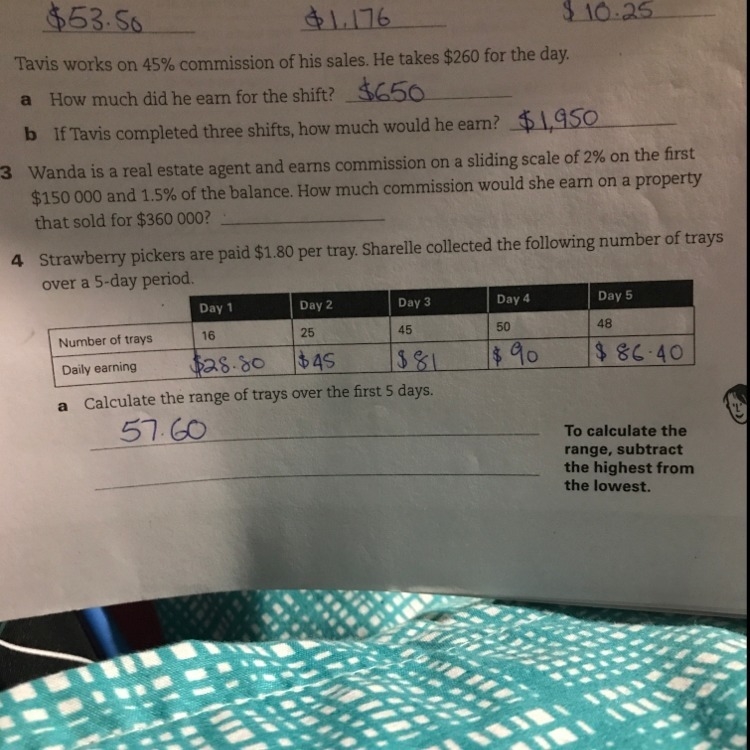 $53.50 $1,176 $10.25
Tavis works on 45% commission of his sales. He takes $260 for the day.
a How much did he earn for the shift? $650
b If Tavis completed three shifts, how much would he earn? $1,950
3 Wanda is a real estate agent and earns commission on a sliding scale of 2% on the first
$150 000 and 1.5% of the balance. How much commission would she earn on a property
that sold for $360 000?
4 Strawberry pickers are paid $1.80 per tray. Sharelle collected the following number of trays
over a 5-day period.
Day 1 Day 2 Day 3 Day 4 Day 5
Number of trays 16 25 45 50 48
Daily earning $28.80 $45 $81 $90 $86.40
a Calculate the range of trays over the first 5 days.
57.60
To calculate the
range, subtract
the highest from
the lowest.